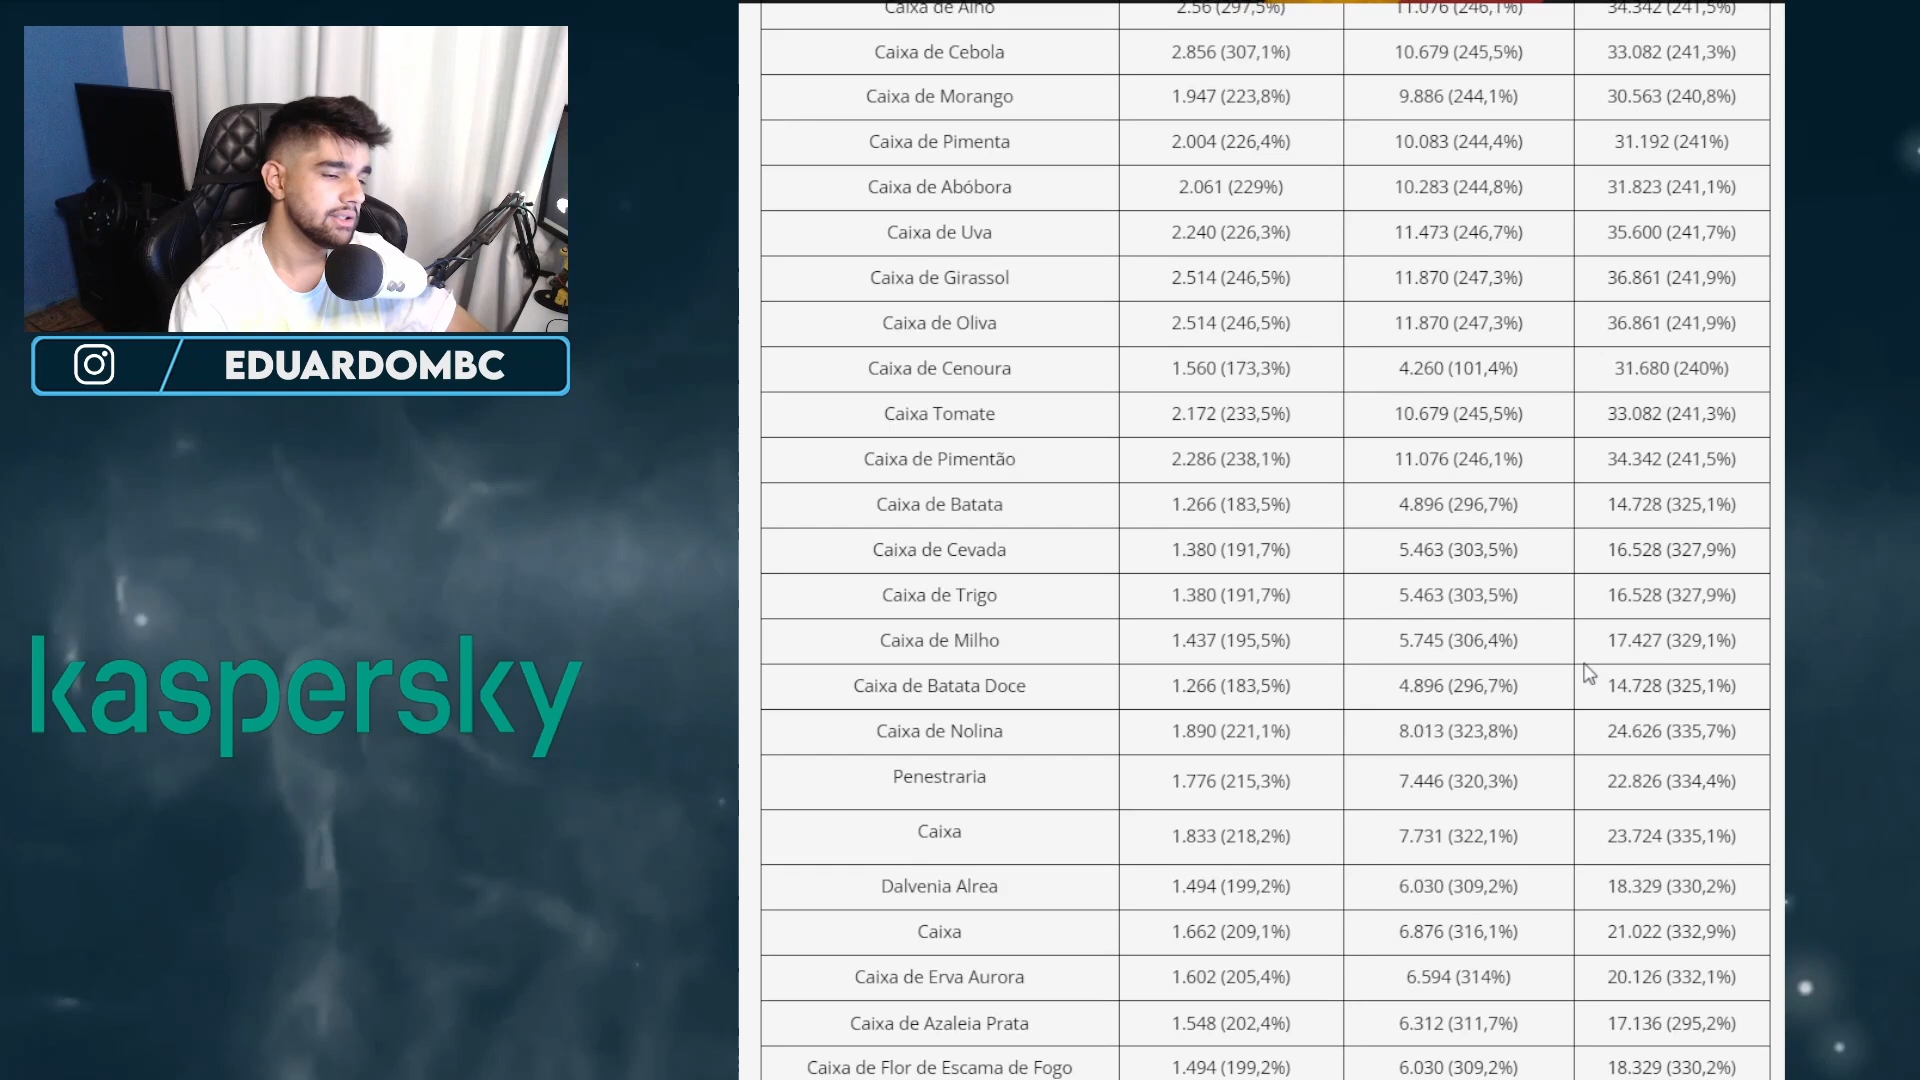 EDUARDOMBC
kaspersky
Caixa de Alho 2.56 (297,5%) 11.076 (246,1%) 34.342 (241,5%)
Caixa de Cebola 2.856 (307,1%) 10.679 (245,5%) 33.082 (241,3%)
Caixa de Morango 1.947 (223,8%) 9.886 (244,1%) 30.563 (240,8%)
Caixa de Pimenta 2.004 (226,4%) 10.083 (244,4%) 31.192 (241%)
Caixa de Abóbora 2.061 (229%) 10.283 (244,8%) 31.823 (241,1%)
Caixa de Uva 2.240 (226,3%) 11.473 (246,7%) 35.600 (241,7%)
Caixa de Girassol 2.514 (246,5%) 11.870 (247,3%) 36.861 (241,9%)
Caixa de Oliva 2.514 (246,5%) 11.870 (247,3%) 36.861 (241,9%)
Caixa de Cenoura 1.560 (173,3%) 4.260 (101,4%) 31.680 (240%)
Caixa Tomate 2.172 (233,5%) 10.679 (245,5%) 33.082 (241,3%)
Caixa de Pimentão 2.286 (238,1%) 11.076 (246,1%) 34.342 (241,5%)
Caixa de Batata 1.266 (183,5%) 4.896 (296,7%) 14.728 (325,1%)
Caixa de Cevada 1.380 (191,7%) 5.463 (303,5%) 16.528 (327,9%)
Caixa de Trigo 1.380 (191,7%) 5.463 (303,5%) 16.528 (327,9%)
Caixa de Milho 1.437 (195,5%) 5.745 (306,4%) 17.427 (329,1%)
Caixa de Batata Doce 1.266 (183,5%) 4.896 (296,7%) 14.728 (325,1%)
Caixa de Nolina 1.890 (221,1%) 8.013 (323,8%) 24.626 (335,7%)
Penestraria 1.776 (215,3%) 7.446 (320,3%) 22.826 (334,4%)
Caixa 1.833 (218,2%) 7.731 (322,1%) 23.724 (335,1%)
Dalvenia Alrea 1.494 (199,2%) 6.030 (309,2%) 18.329 (330,2%)
Caixa 1.662 (209,1%) 6.876 (316,1%) 21.022 (332,9%)
Caixa de Erva Aurora 1.602 (205,4%) 6.594 (314%) 20.126 (332,1%)
Caixa de Azaleia Prata 1.548 (202,4%) 6.312 (311,7%) 17.136 (295,2%)
Caixa de Flor de Escama de Fogo 1.494 (199,2%) 6.030 (309,2%) 18.329 (330,2%)